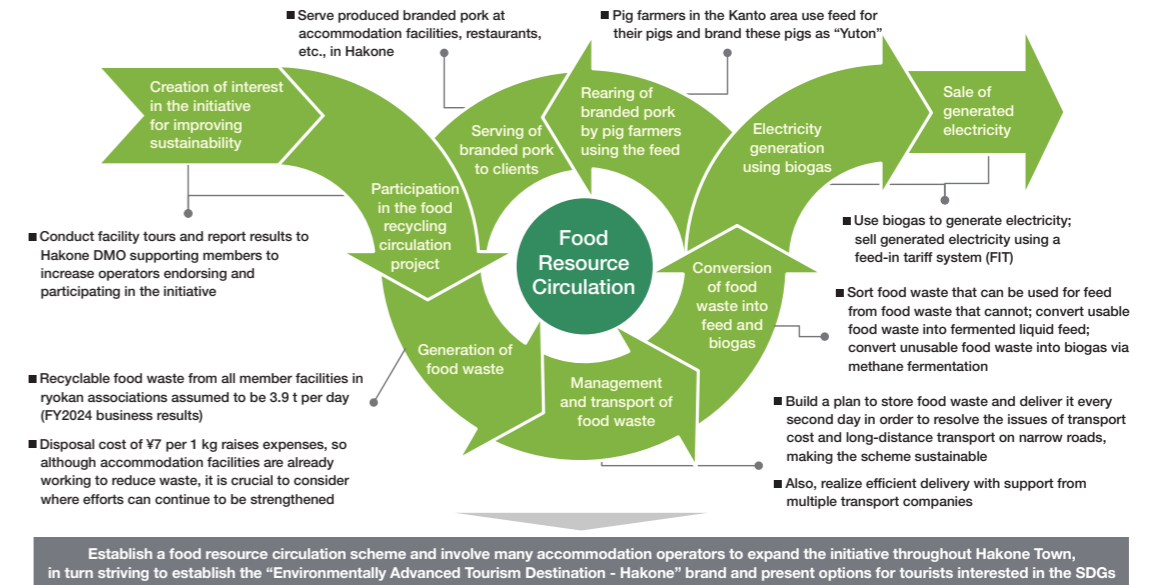 ■ Serve produced branded pork at
accommodation facilities, restaurants,
etc., in Hakone
■ Pig farmers in the Kanto area use feed for
their pigs and brand these pigs as “Yuton”
Creation of interest
in the initiative
for improving
sustainability
Participation
in the food
recycling
circulation
project
Serving of
branded pork
to clients
Rearing of
branded pork
by pig farmers
using the feed
Electricity
generation
using biogas
Sale of
generated
electricity
Food
Resource
Circulation
Conversion
of food
waste into
feed and
biogas
Generation of
food waste
Management
and transport of
food waste
■ Conduct facility tours and report results to
Hakone DMO supporting members to
increase operators endorsing and
participating in the initiative
■ Recyclable food waste from all member facilities in
ryokan associations assumed to be 3.9 t per day
(FY2024 business results)
■ Disposal cost of ¥7 per 1 kg raises expenses, so
although accommodation facilities are already
working to reduce waste, it is crucial to consider
where efforts can continue to be strengthened
■ Use biogas to generate electricity;
sell generated electricity using a
feed-in tariff system (FIT)
■ Sort food waste that can be used for feed
from food waste that cannot; convert usable
food waste into fermented liquid feed;
convert unusable food waste into biogas via
methane fermentation
■ Build a plan to store food waste and deliver it every
second day in order to resolve the issues of transport
cost and long-distance transport on narrow roads,
making the scheme sustainable
■ Also, realize efficient delivery with support from
multiple transport companies
Establish a food resource circulation scheme and involve many accommodation operators to expand the initiative throughout Hakone Town,
in turn striving to establish the “Environmentally Advanced Tourism Destination - Hakone” brand and present options for tourists interested in the SDGs